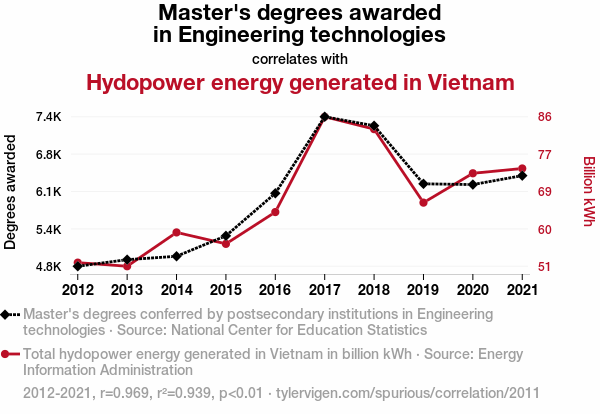 Master's degrees awarded
in Engineering technologies
correlates with
Hydopower energy generated in Vietnam
7.4K
6.8K
6.1K
5.4K
4.8K
Degrees awarded
86
77
69
60
51
Billion kWh
2012 2013 2014 2015 2016 2017 2018 2019 2020 2021
Master's degrees conferred by postsecondary institutions in Engineering
technologies · Source: National Center for Education Statistics
Total hydopower energy generated in Vietnam in billion kWh · Source: Energy
Information Administration
2012-2021, r=0.969, r²=0.939, p<0.01 · tylervigen.com/spurious/correlation/2011